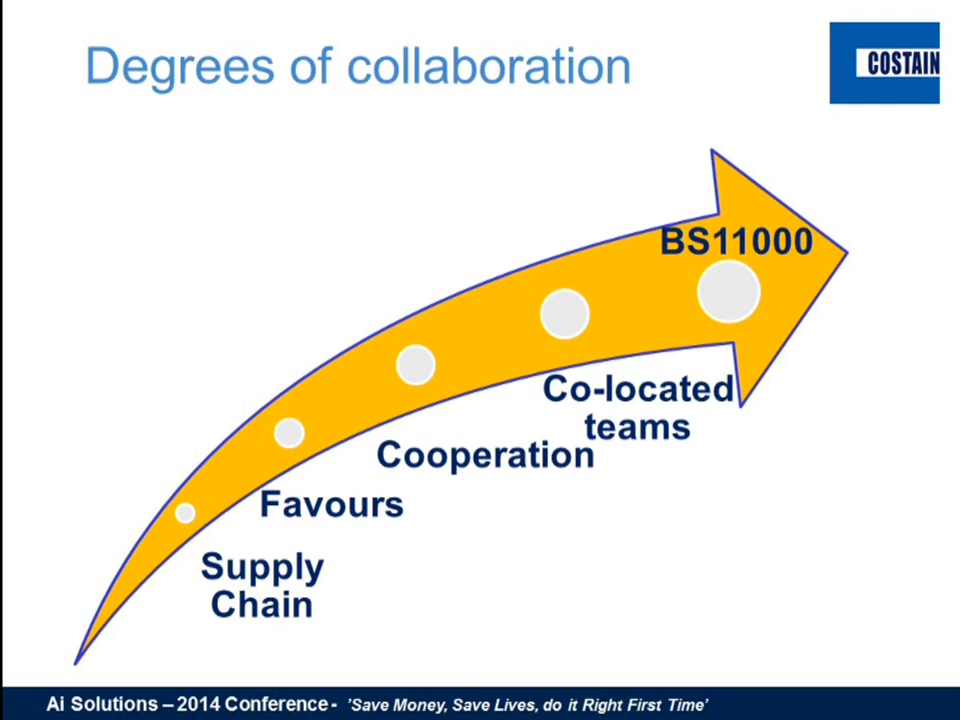 Degrees of collaboration
COSTAIN
BS11000
Co-located
teams
Cooperation
Favours
Supply
Chain
Ai Solutions – 2014 Conference - 'Save Money, Save Lives, do it Right First Time'